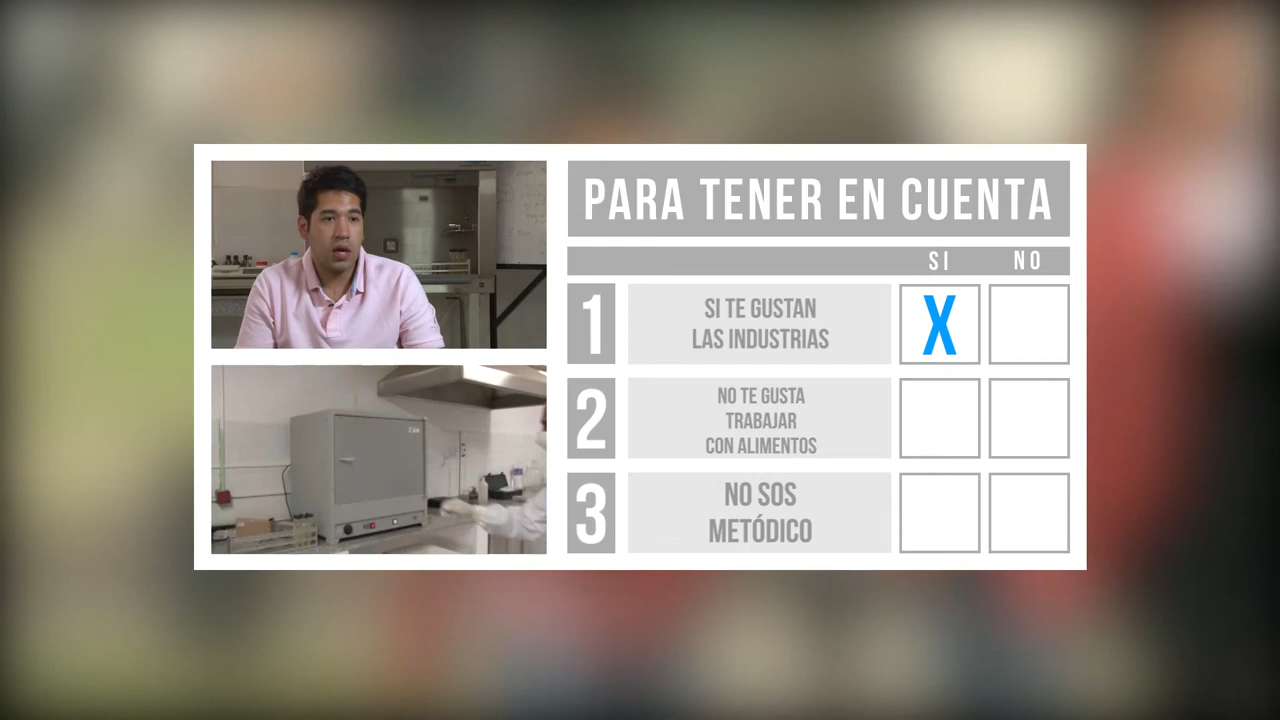 PARA TENER EN CUENTA
SI NO
1
SI TE GUSTAN
LAS INDUSTRIAS
X
2
NO TE GUSTA
TRABAJAR
CON ALIMENTOS
3
NO SOS
METÓDICO